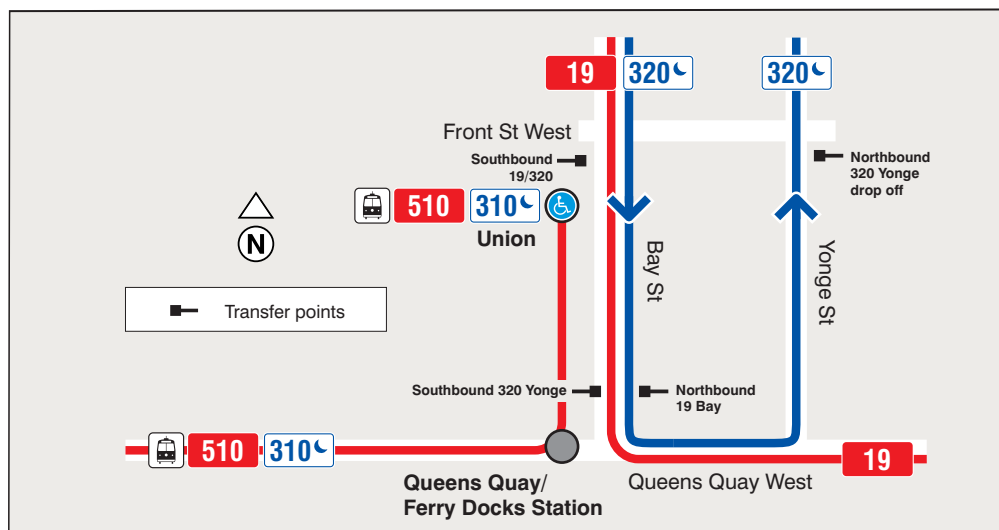 19
320
320
Front St West
Southbound
19/320
Northbound
320 Yonge
drop off
510
310
Union
N
Bay St
Yonge St
Transfer points
Southbound 320 Yonge
Northbound
19 Bay
510
310
19
Queens Quay/
Ferry Docks Station
Queens Quay West